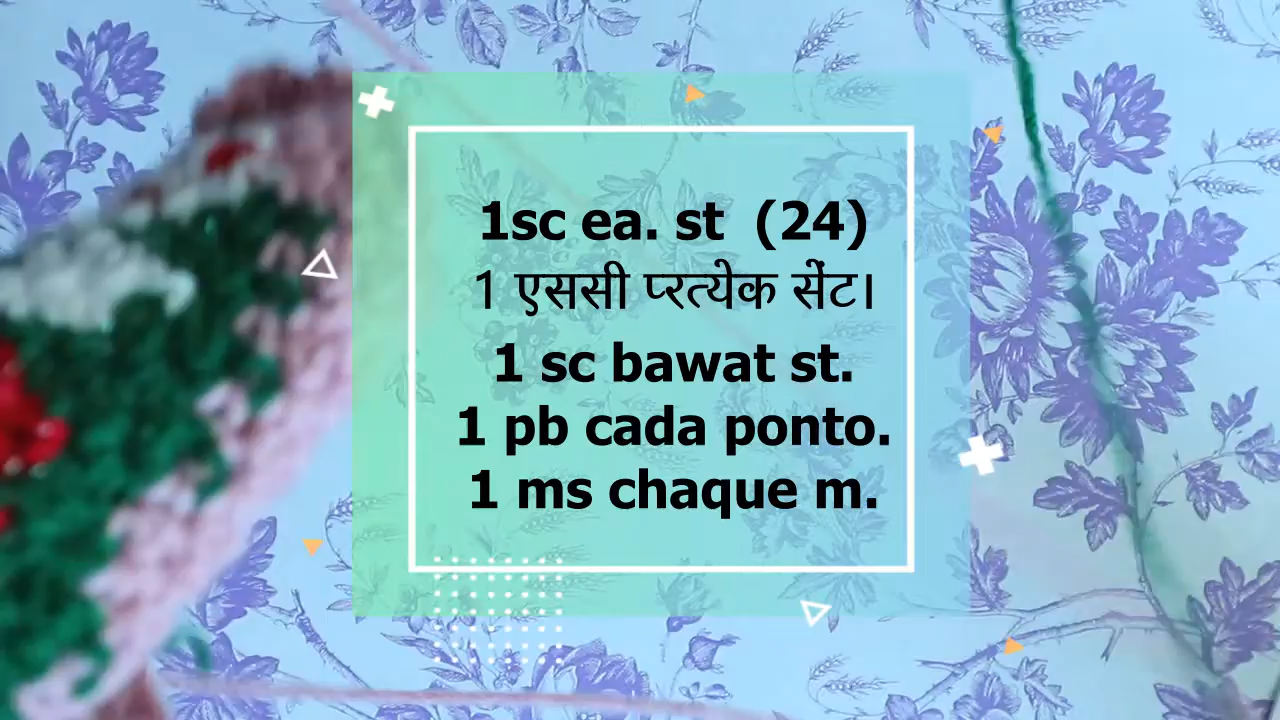 1sc ea. st (24)
1 एससी प्रत्येक सेंट।
1 sc bawat st.
1 pb cada ponto.
1 ms chaque m.